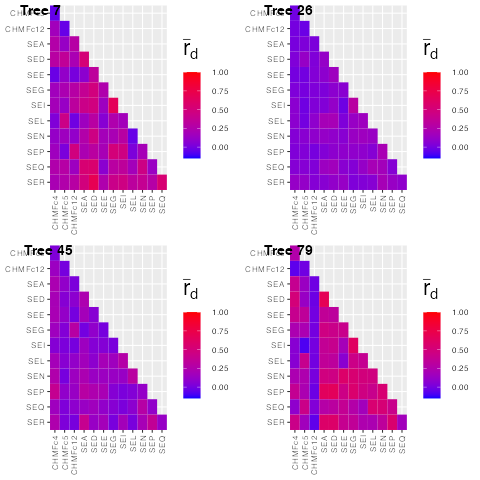 Tree 7
CHMFc5
CHMFc12
SEA
SED
SEE
SEG
SEI
SEL
SEN
SEP
SEQ
SER
CHMFc4
CHMFc5
CHMFc12
SEA
SED
SEE
SEG
SEI
SEL
SEN
SEP
SEQ
r̅d
1.00
0.75
0.50
0.25
0.00
Tree 26
CHMFc5
CHMFc12
SEA
SED
SEE
SEG
SEI
SEL
SEN
SEP
SEQ
SER
CHMFc4
CHMFc5
CHMFc12
SEA
SED
SEE
SEG
SEI
SEL
SEN
SEP
SEQ
r̅d
1.00
0.75
0.50
0.25
0.00
Tree 45
CHMFc5
CHMFc12
SEA
SED
SEE
SEG
SEI
SEL
SEN
SEP
SEQ
SER
CHMFc4
CHMFc5
CHMFc12
SEA
SED
SEE
SEG
SEI
SEL
SEN
SEP
SEQ
r̅d
1.00
0.75
0.50
0.25
0.00
Tree 79
CHMFc5
CHMFc12
SEA
SED
SEE
SEG
SEI
SEL
SEN
SEP
SEQ
SER
CHMFc4
CHMFc5
CHMFc12
SEA
SED
SEE
SEG
SEI
SEL
SEN
SEP
SEQ
r̅d
1.00
0.75
0.50
0.25
0.00